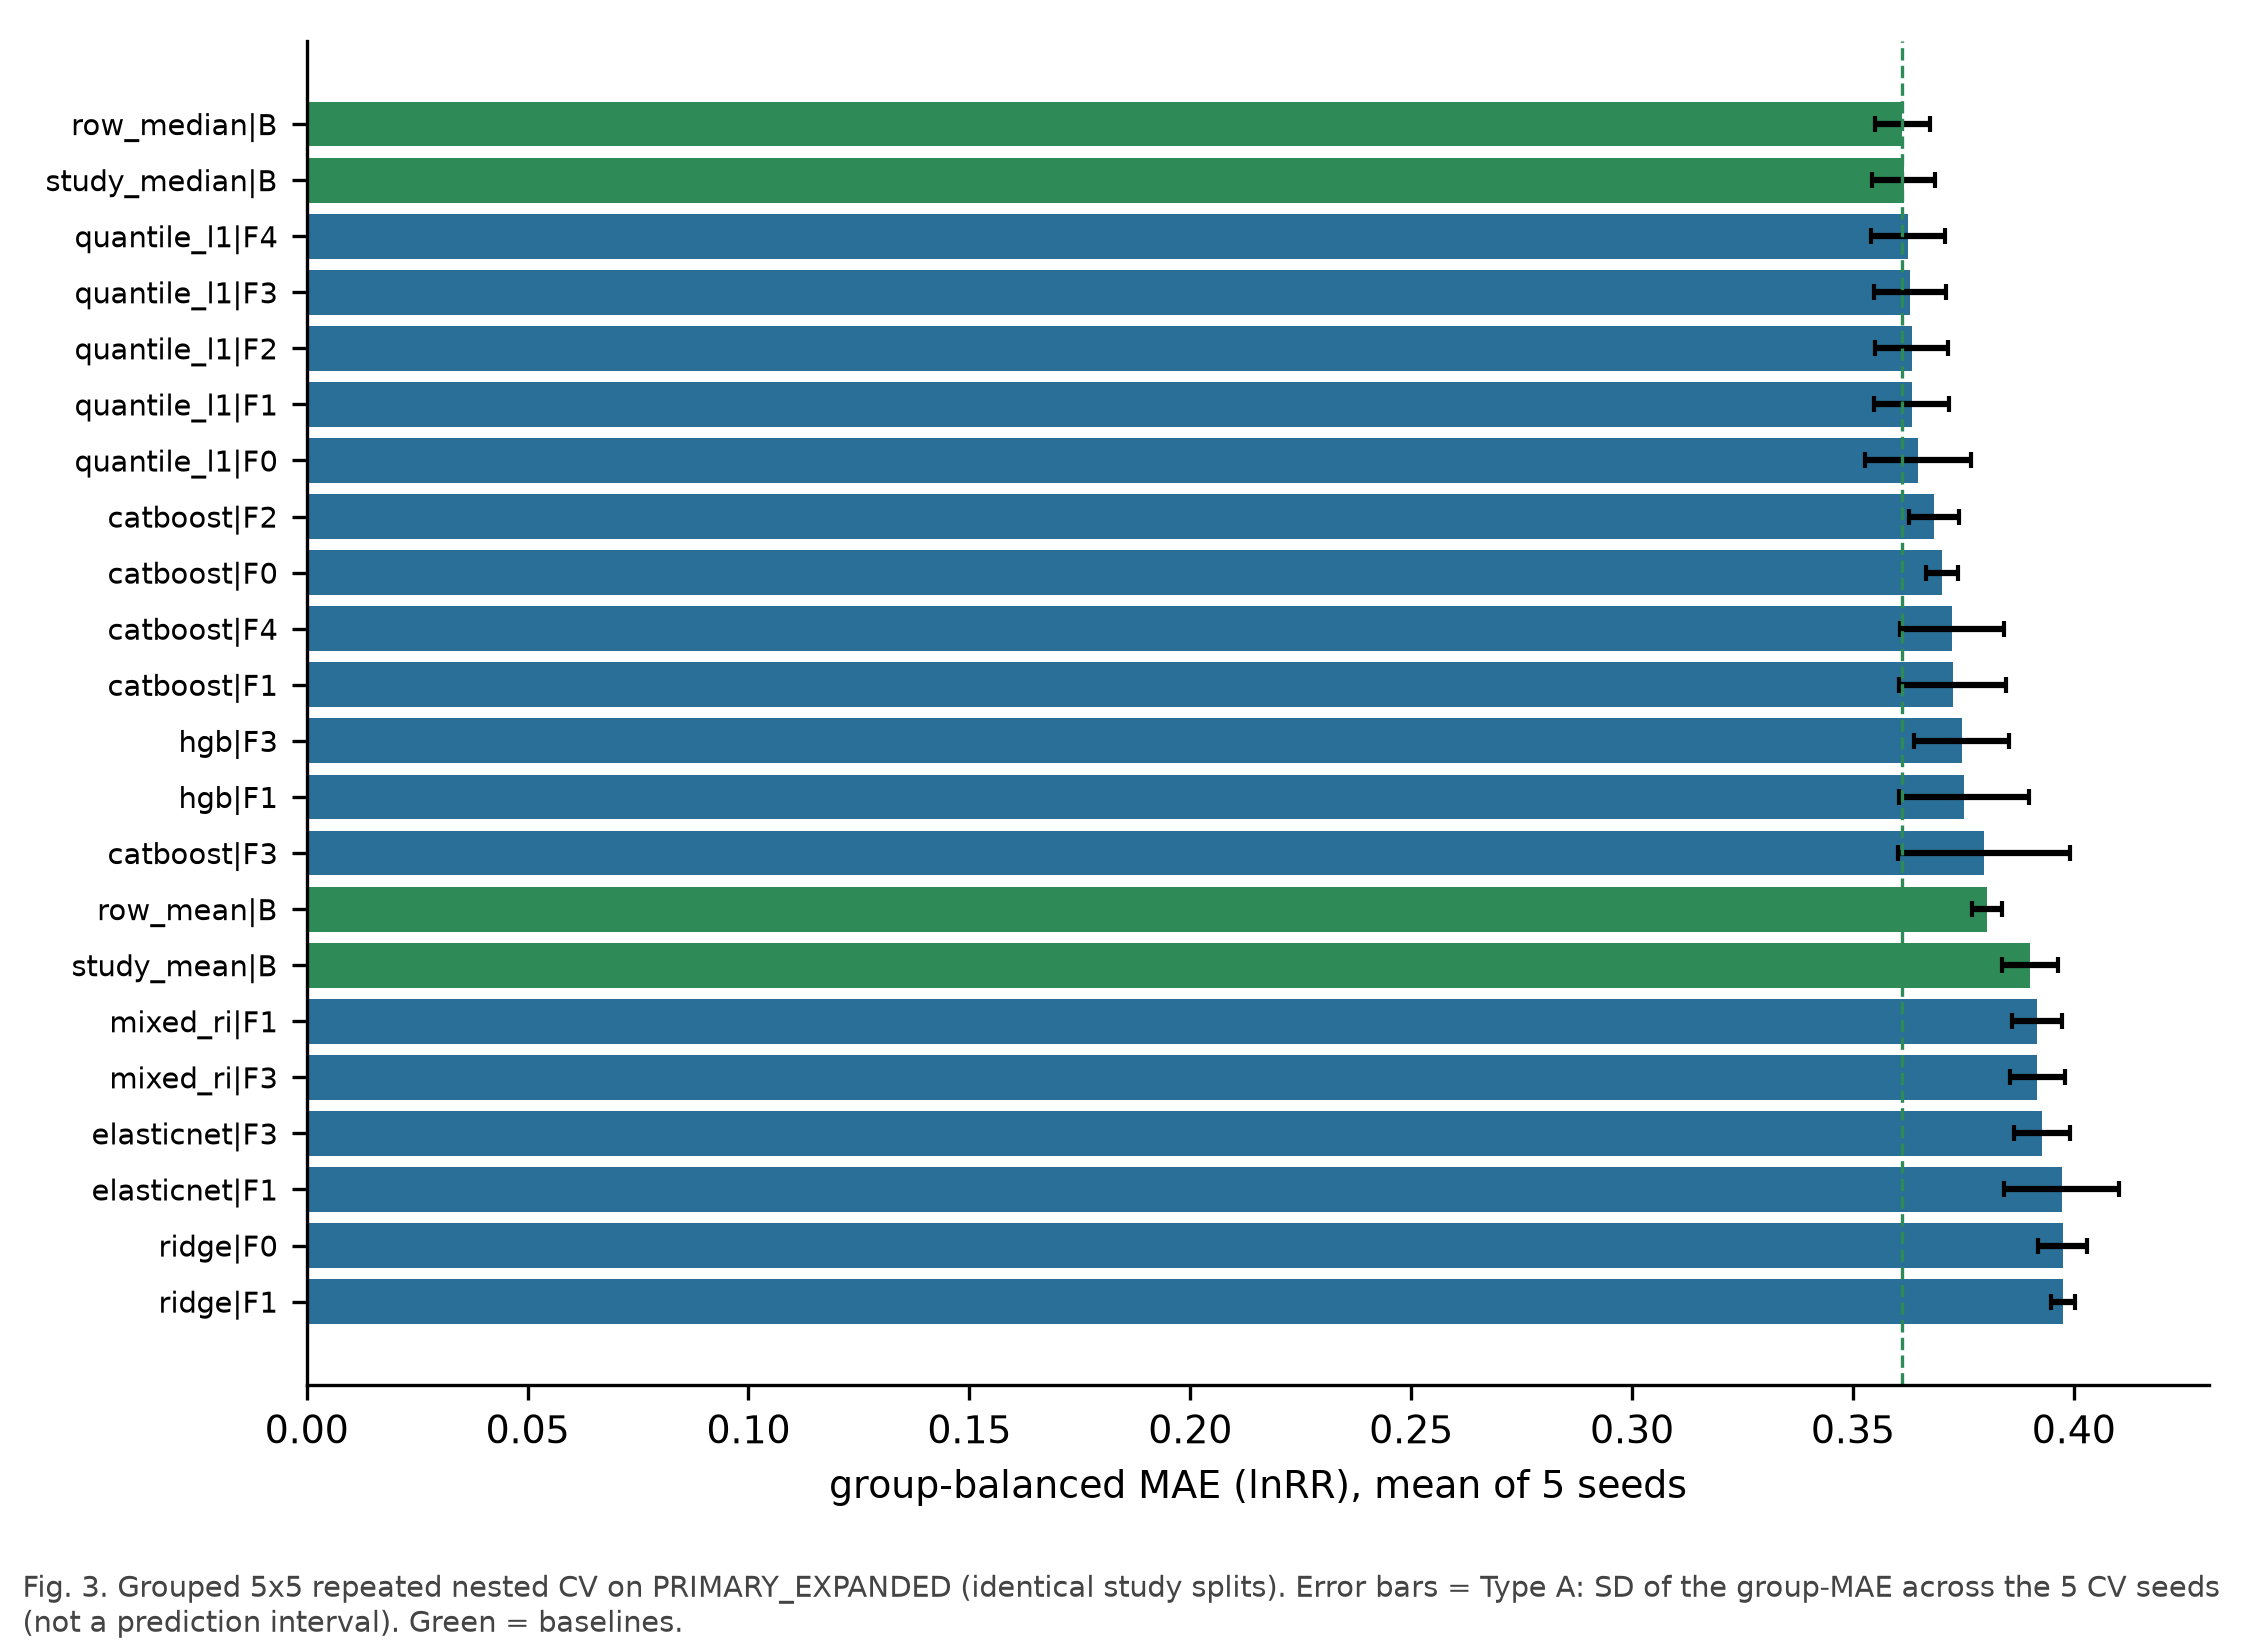 row_median|B
study_median|B
quantile_l1|F4
quantile_l1|F3
quantile_l1|F2
quantile_l1|F1
quantile_l1|F0
catboost|F2
catboost|F0
catboost|F4
catboost|F1
hgb|F3
hgb|F1
catboost|F3
row_mean|B
study_mean|B
mixed_ri|F1
mixed_ri|F3
elasticnet|F3
elasticnet|F1
ridge|F0
ridge|F1
0.00 0.05 0.10 0.15 0.20 0.25 0.30 0.35 0.40
group-balanced MAE (lnRR), mean of 5 seeds
Fig. 3. Grouped 5x5 repeated nested CV on PRIMARY_EXPANDED (identical study splits). Error bars = Type A: SD of the group-MAE across the 5 CV seeds
(not a prediction interval). Green = baselines.